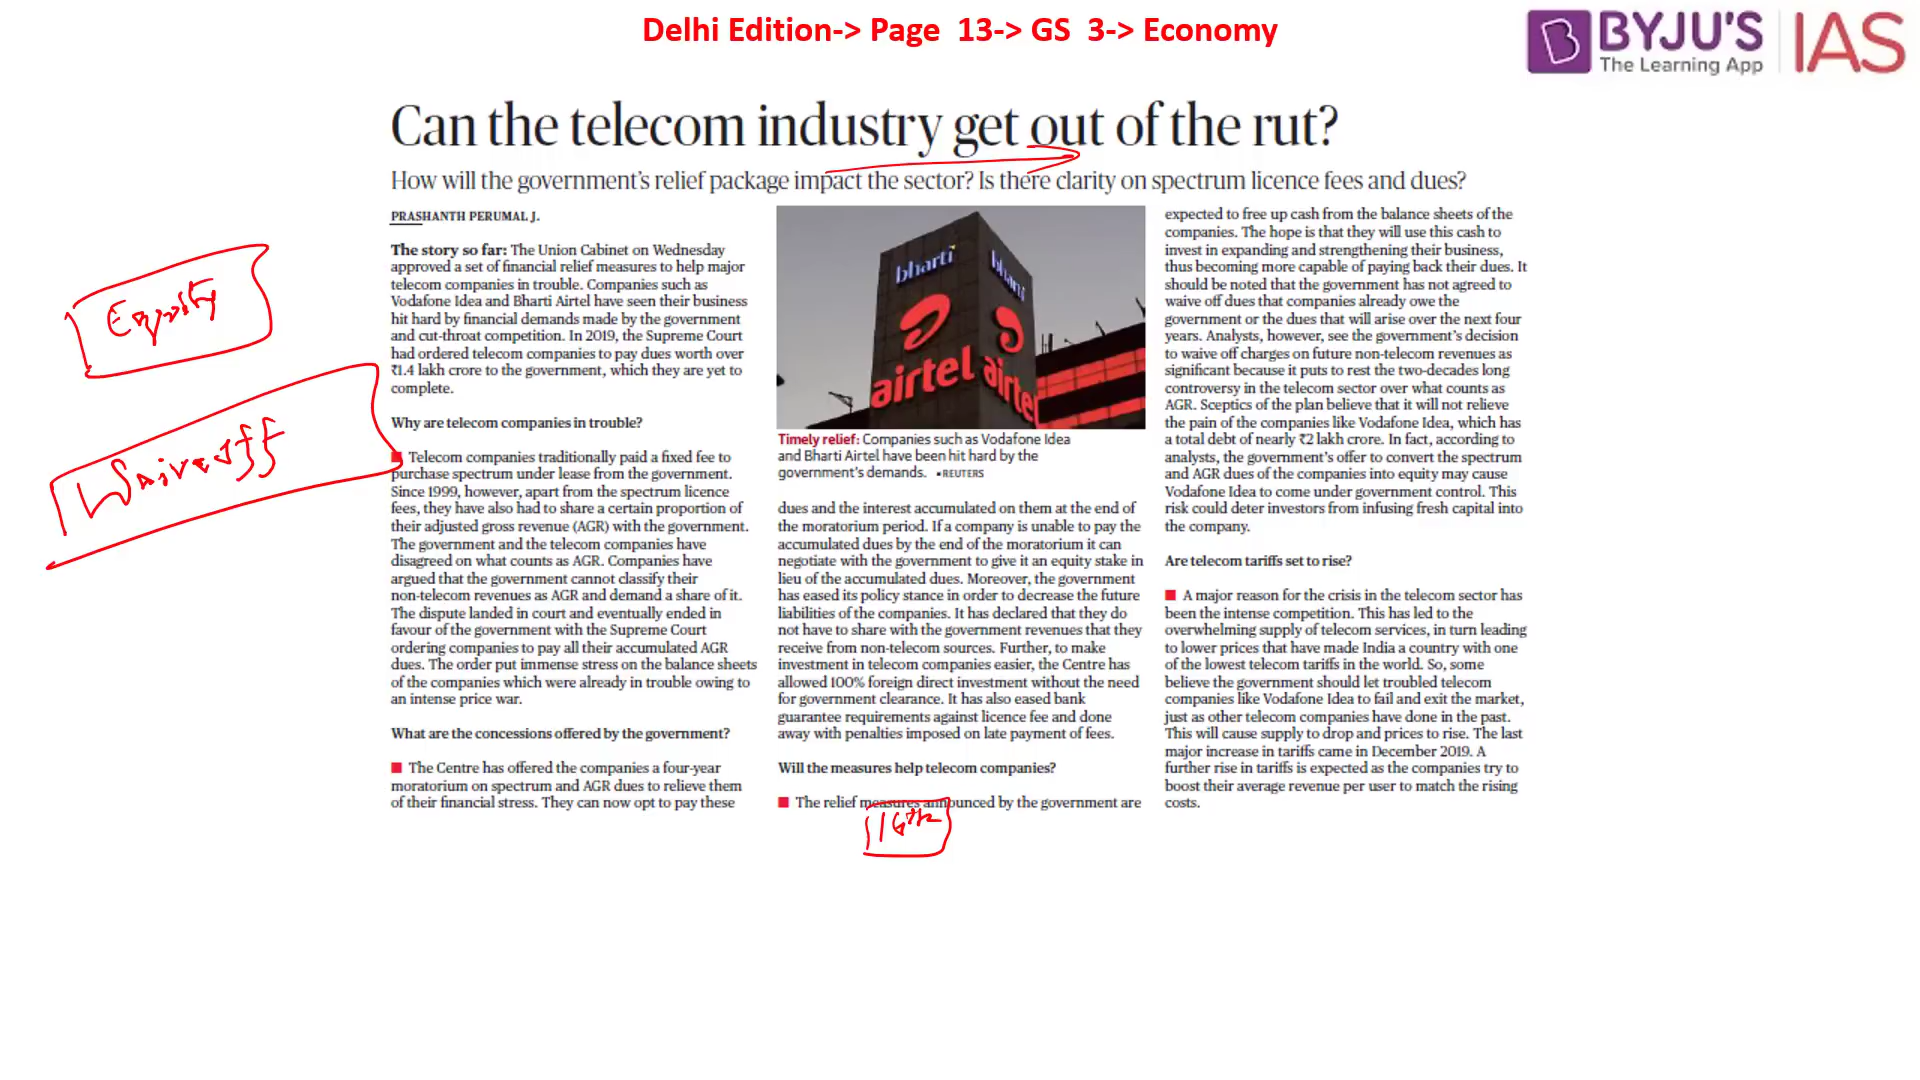 Delhi Edition-> Page 13-> GS 3-> Economy
BYJU'S
The Learning App
IAS
Can the telecom industry get out of the rut?
How will the government's relief package impact the sector? Is there clarity on spectrum licence fees and dues?
Equity
Waive off
PRASHANTH PERUMAL J.
The story so far: The Union Cabinet on Wednesday
approved a set of financial relief measures to help major
telecom companies in trouble. Companies such as
Vodafone Idea and Bharti Airtel have seen their business
hit hard by financial demands made by the government
and cut-throat competition. In 2019, the Supreme Court
had ordered telecom companies to pay dues worth over
₹1.4 lakh crore to the government, which they are yet to
complete.
Why are telecom companies in trouble?
Telecom companies traditionally paid a fixed fee to
purchase spectrum under lease from the government.
Since 1999, however, apart from the spectrum licence
fees, they have also had to share a certain proportion of
their adjusted gross revenue (AGR) with the government.
The government and the telecom companies have
disagreed on what counts as AGR. Companies have
argued that the government cannot classify their
non-telecom revenues as AGR and demand a share of it.
The dispute landed in court and eventually ended in
favour of the government with the Supreme Court
ordering companies to pay all their accumulated AGR
dues. The order put immense stress on the balance sheets
of the companies which were already in trouble owing to
an intense price war.
What are the concessions offered by the government?
The Centre has offered the companies a four-year
moratorium on spectrum and AGR dues to relieve them
of their financial stress. They can now opt to pay these
bharti
bharti
airtel
airtel
Timely relief: Companies such as Vodafone Idea
and Bharti Airtel have been hit hard by the
government's demands. ▪REUTERS
dues and the interest accumulated on them at the end of
the moratorium period. If a company is unable to pay the
accumulated dues by the end of the moratorium it can
negotiate with the government to give it an equity stake in
lieu of the accumulated dues. Moreover, the government
has eased its policy stance in order to decrease the future
liabilities of the companies. It has declared that they do
not have to share with the government revenues that they
receive from non-telecom sources. Further, to make
investment in telecom companies easier, the Centre has
allowed 100% foreign direct investment without the need
for government clearance. It has also eased bank
guarantee requirements against licence fee and done
away with penalties imposed on late payment of fees.
Will the measures help telecom companies?
The relief measures announced by the government are
expected to free up cash from the balance sheets of the
companies. The hope is that they will use this cash to
invest in expanding and strengthening their business,
thus becoming more capable of paying back their dues. It
should be noted that the government has not agreed to
waive off dues that companies already owe the
government or the dues that will arise over the next four
years. Analysts, however, see the government's decision
to waive off charges on future non-telecom revenues as
significant because it puts to rest the two-decades long
controversy in the telecom sector over what counts as
AGR. Sceptics of the plan believe that it will not relieve
the pain of the companies like Vodafone Idea, which has
a total debt of nearly ₹2 lakh crore. In fact, according to
analysts, the government's offer to convert the spectrum
and AGR dues of the companies into equity may cause
Vodafone Idea to come under government control. This
risk could deter investors from infusing fresh capital into
the company.
Are telecom tariffs set to rise?
A major reason for the crisis in the telecom sector has
been the intense competition. This has led to the
overwhelming supply of telecom services, in turn leading
to lower prices that have made India a country with one
of the lowest telecom tariffs in the world. So, some
believe the government should let troubled telecom
companies like Vodafone Idea to fail and exit the market,
just as other telecom companies have done in the past.
This will cause supply to drop and prices to rise. The last
major increase in tariffs came in December 2019. A
further rise in tariffs is expected as the companies try to
boost their average revenue per user to match the rising
costs.